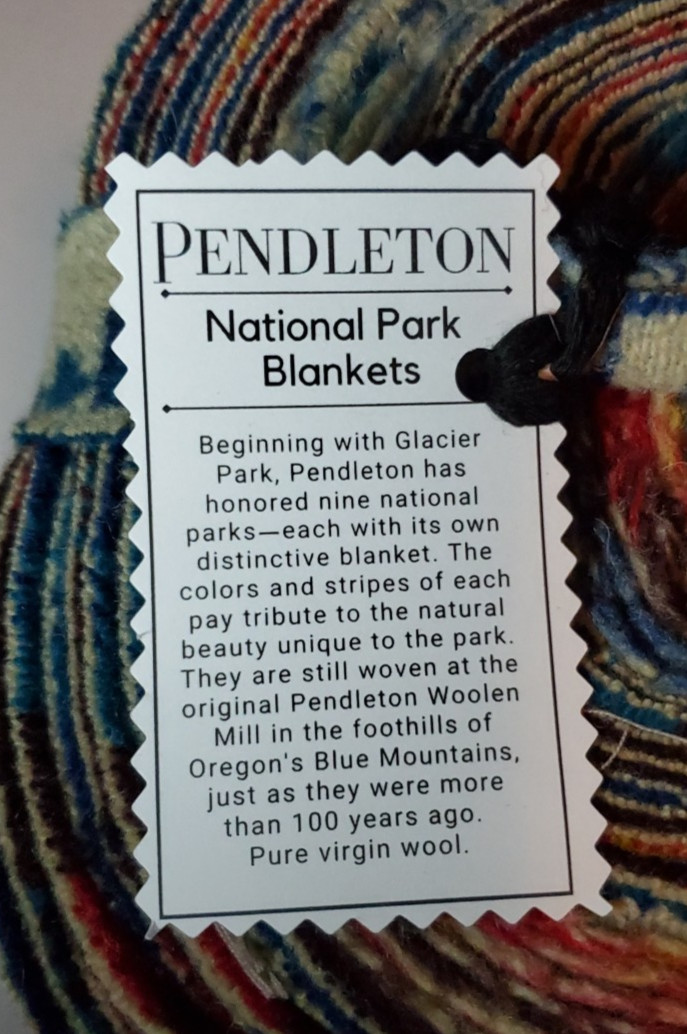 PENDLETON
National Park
Blankets
Beginning with Glacier
Park, Pendleton has
honored nine national
parks—each with its own
distinctive blanket. The
colors and stripes of each
pay tribute to the natural
beauty unique to the park.
They are still woven at the
original Pendleton Woolen
Mill in the foothills of
Oregon's Blue Mountains,
just as they were more
than 100 years ago.
Pure virgin wool.